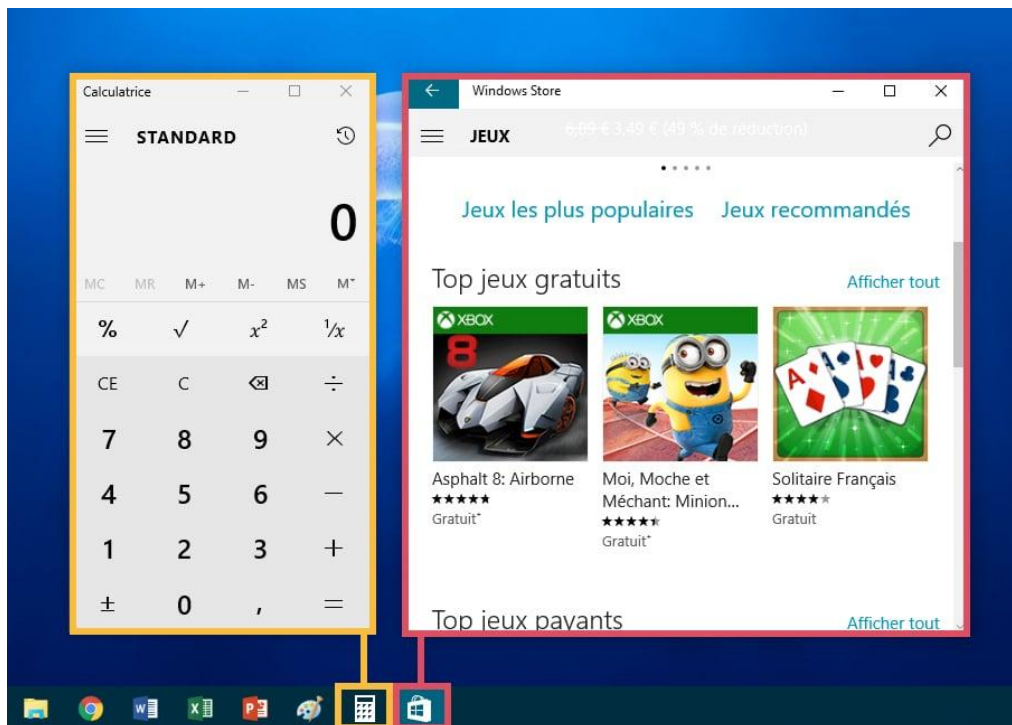 Calculatrice
STANDARD
0
MC MR M+ M- MS M˅
% √ x² ¹/x
CE C ⌫ ÷
7 8 9 ×
4 5 6 −
1 2 3 +
± 0 , =
Windows Store
JEUX
6,89 € 3,49 € (49 % de réduction)
Jeux les plus populaires Jeux recommandés
Top jeux gratuits Afficher tout
XBOX XBOX
8
A A A A
Asphalt 8: Airborne
Gratuit*
Moi, Moche et
Méchant: Minion...
Gratuit*
Solitaire Français
Gratuit
Top jeux payants Afficher tout
W X P